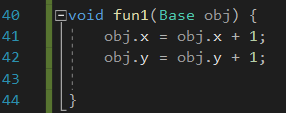 40 void fun1(Base obj) {
41 obj.x = obj.x + 1;
42 obj.y = obj.y + 1;
43
44 }